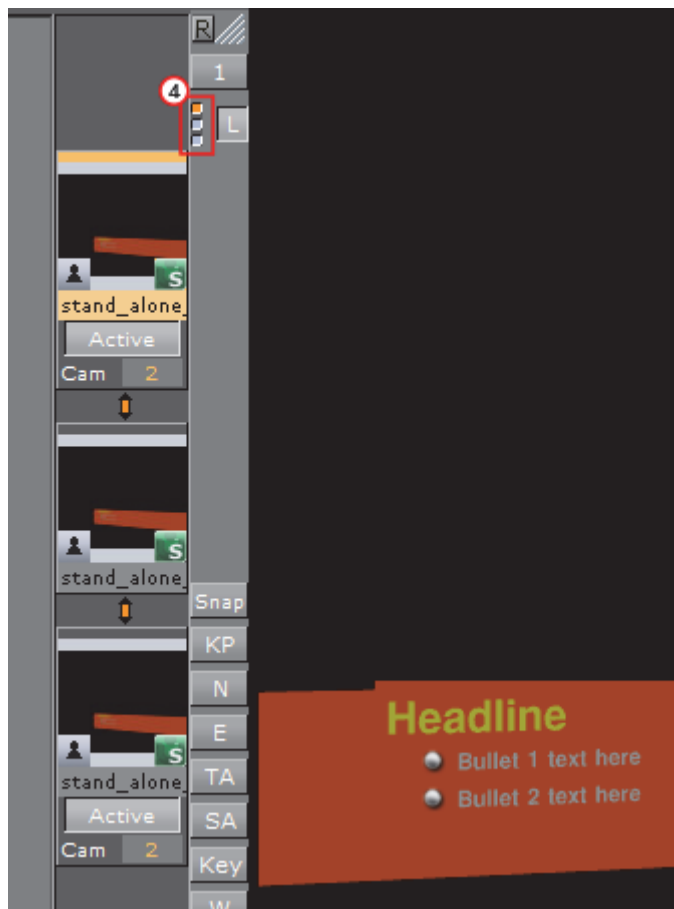 R
1
4
L
S
stand_alone_
Active
Cam 2
S
stand_alone_
S
stand_alone_
Active
Cam 2
Snap
KP
N
E
TA
SA
Key
W
Headline
Bullet 1 text here
Bullet 2 text here